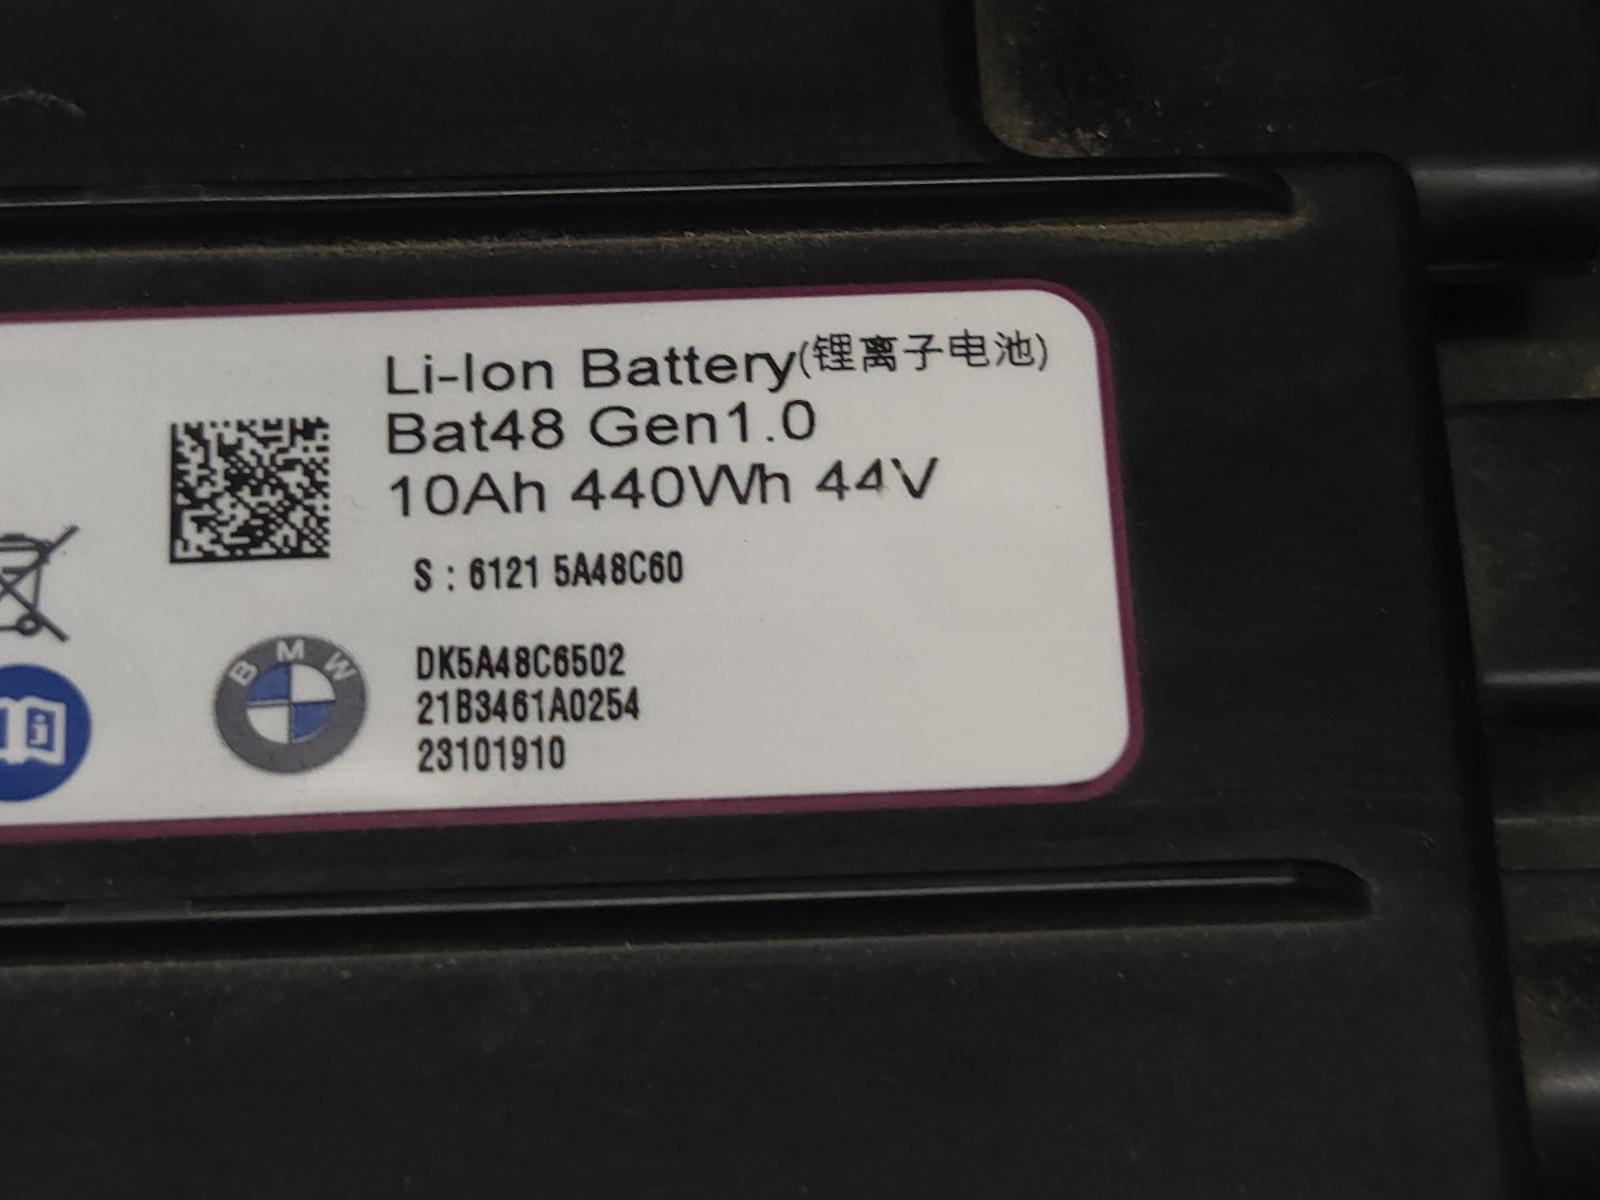 Li-Ion Battery(锂离子电池)
Bat48 Gen1.0
10Ah 440Wh 44V
S : 6121 5A48C60
BMW
DK5A48C6502
21B3461A0254
23101910